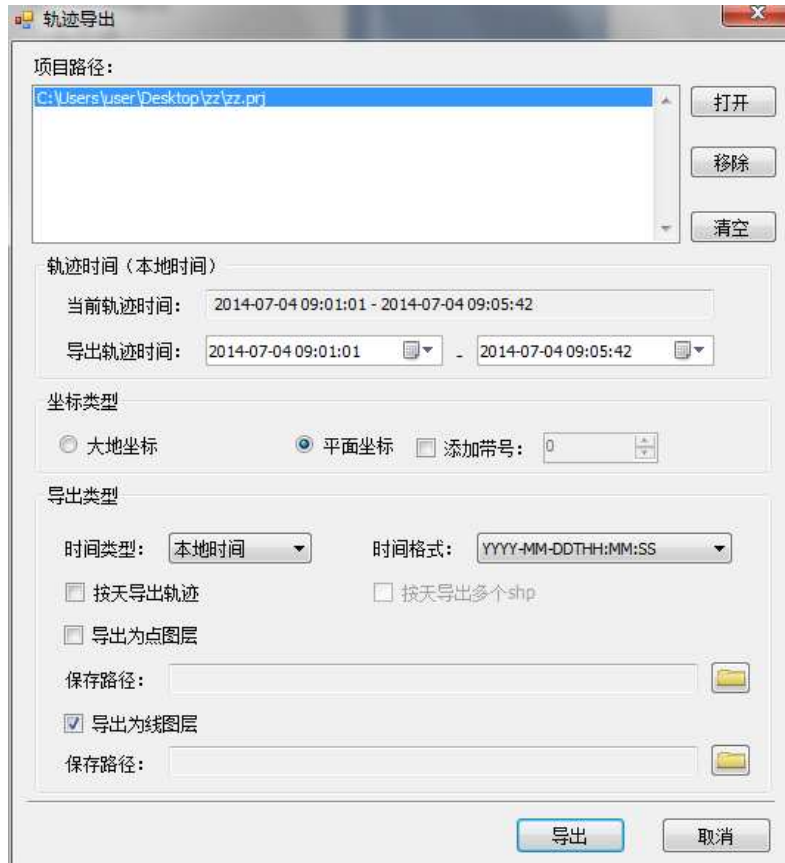 轨迹导出
项目路径：
C:\Users\user\Desktop\zz\zz.prj
打开
移除
清空
轨迹时间（本地时间）
当前轨迹时间： 2014-07-04 09:01:01 - 2014-07-04 09:05:42
导出轨迹时间： 2014-07-04 09:01:01 - 2014-07-04 09:05:42
坐标类型
大地坐标 平面坐标 添加带号： 0
导出类型
时间类型： 本地时间 时间格式： YYYY-MM-DDTHH:MM:SS
按天导出轨迹 按天导出多个shp
导出为点图层
保存路径：
导出为线图层
保存路径：
导出 取消